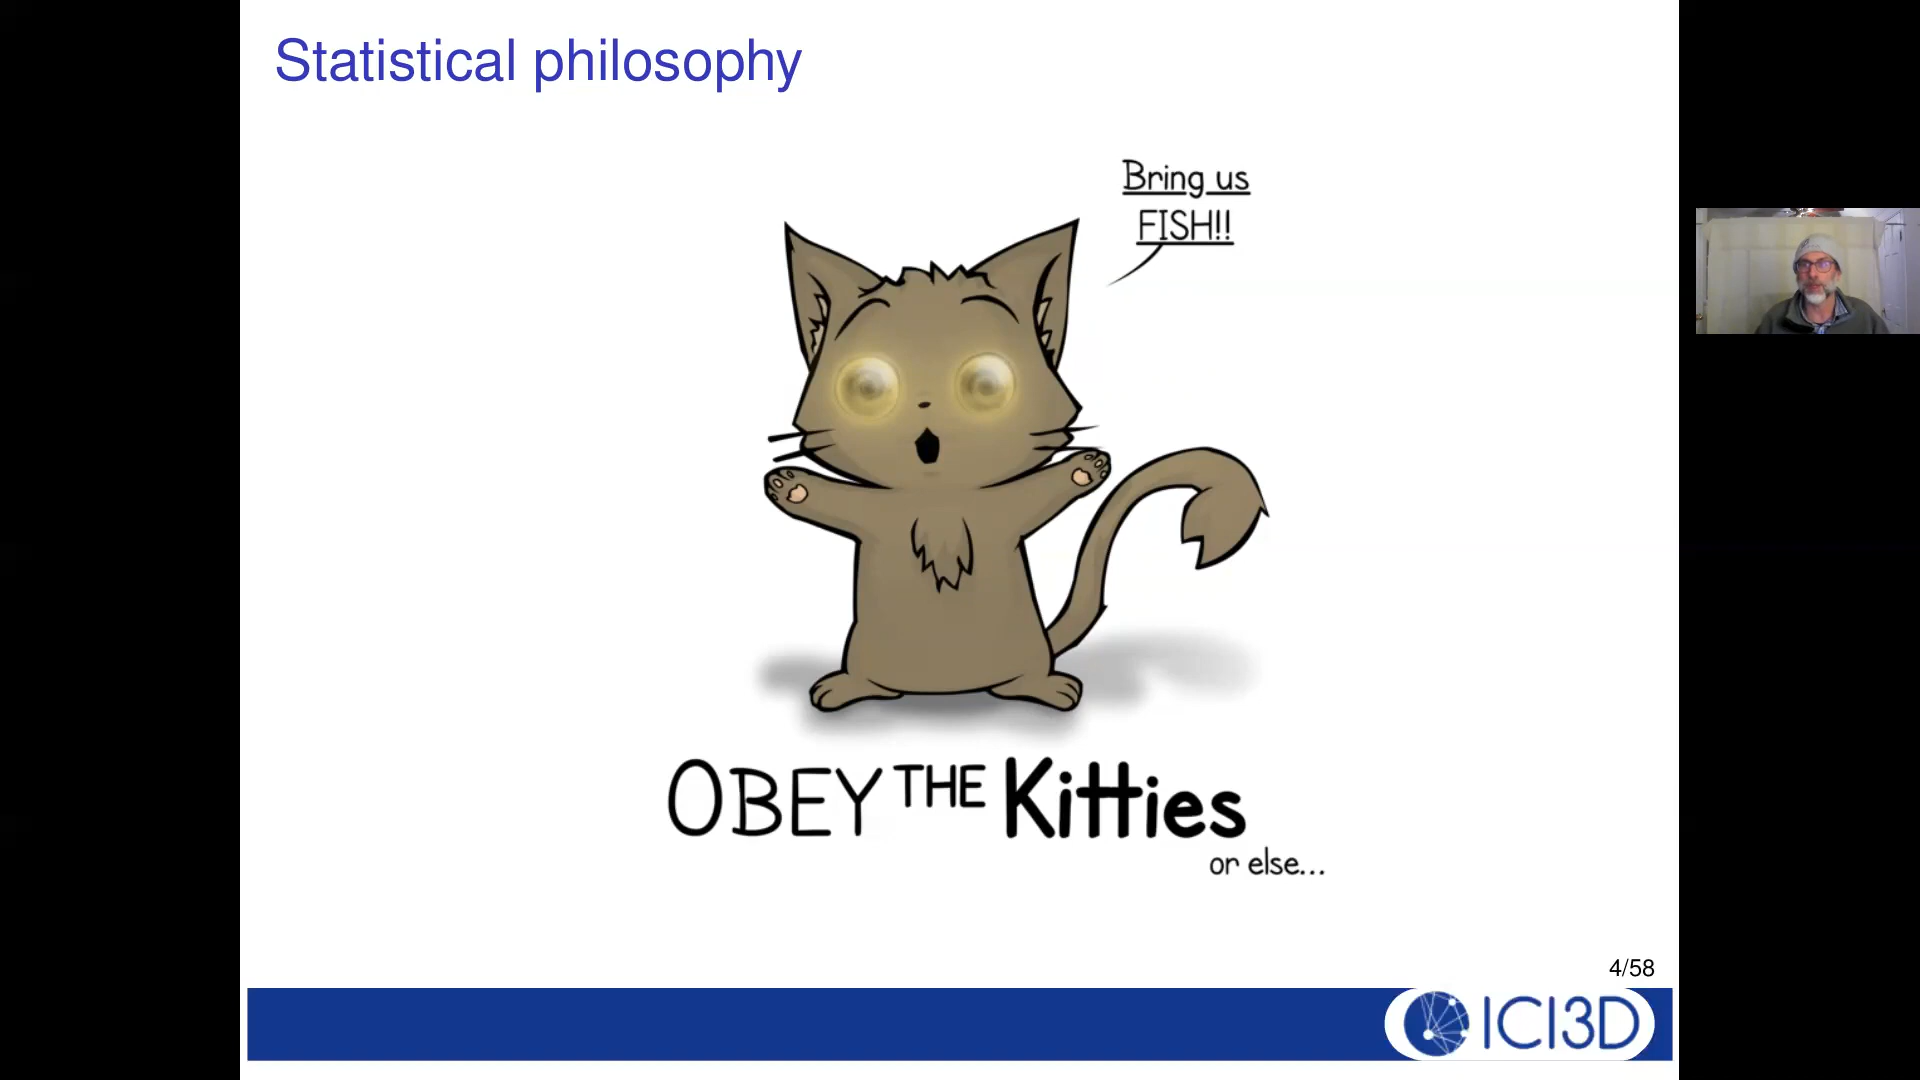 Statistical philosophy
Bring us
FISH!!
OBEY THE Kitties
or else...
4/58
ICI3D